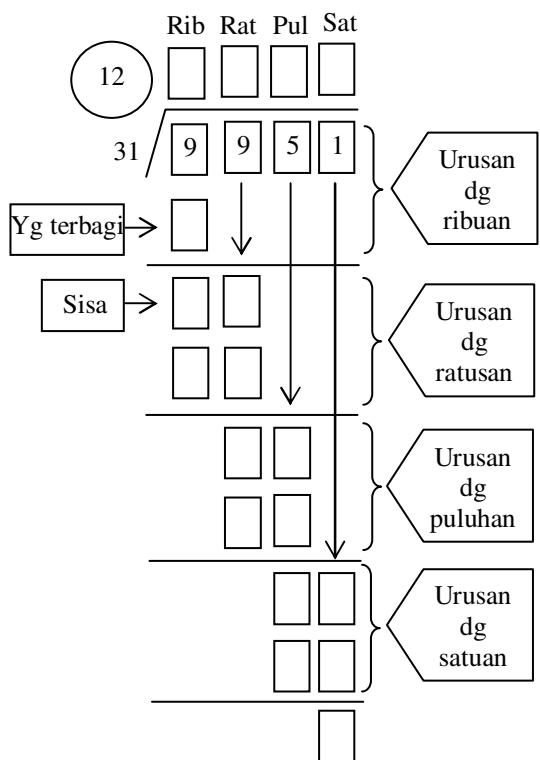 Rib Rat Pul Sat
12
31 9 9 5 1
Urusan
dg
ribuan
Yg terbagi
Sisa
Urusan
dg
ratusan
Urusan
dg
puluhan
Urusan
dg
satuan